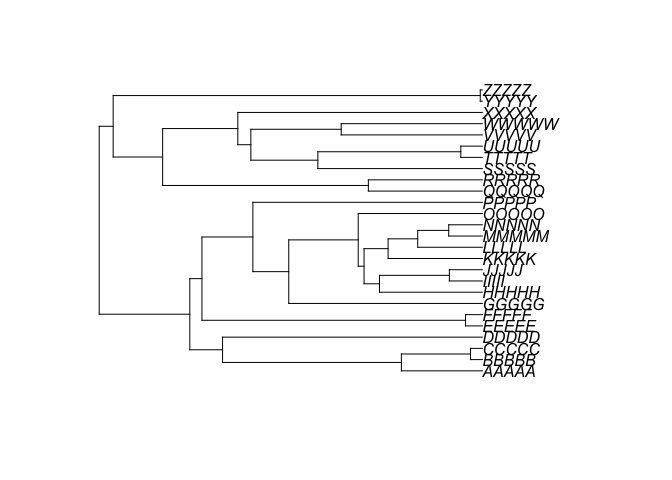 ZZZZZ
YYYYY
XXXXX
WWWWW
VVVVV
UUUUU
TTTTT
SSSSS
RRRRR
QQQQQ
PPPPP
OOOOO
NNNNN
MMMMM
LLLLL
KKKKK
JJJJJ
IIIII
HHHHH
GGGGG
FFFFF
EEEEE
DDDDD
CCCCC
BBBBB
AAAAA